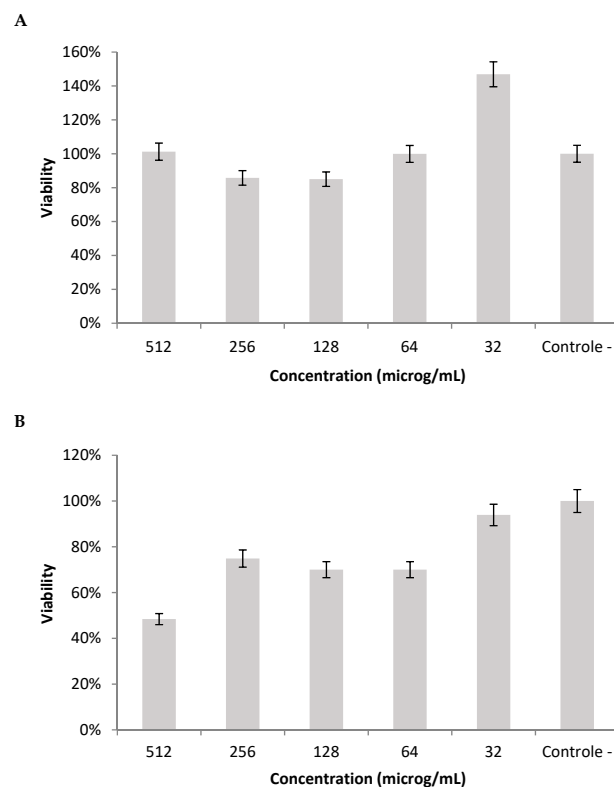 A
160%
140%
120%
100%
80%
60%
40%
20%
0%
Viability
512 256 128 64 32 Controle -
Concentration (microg/mL)
B
120%
100%
80%
60%
40%
20%
0%
Viability
512 256 128 64 32 Controle -
Concentration (microg/mL)